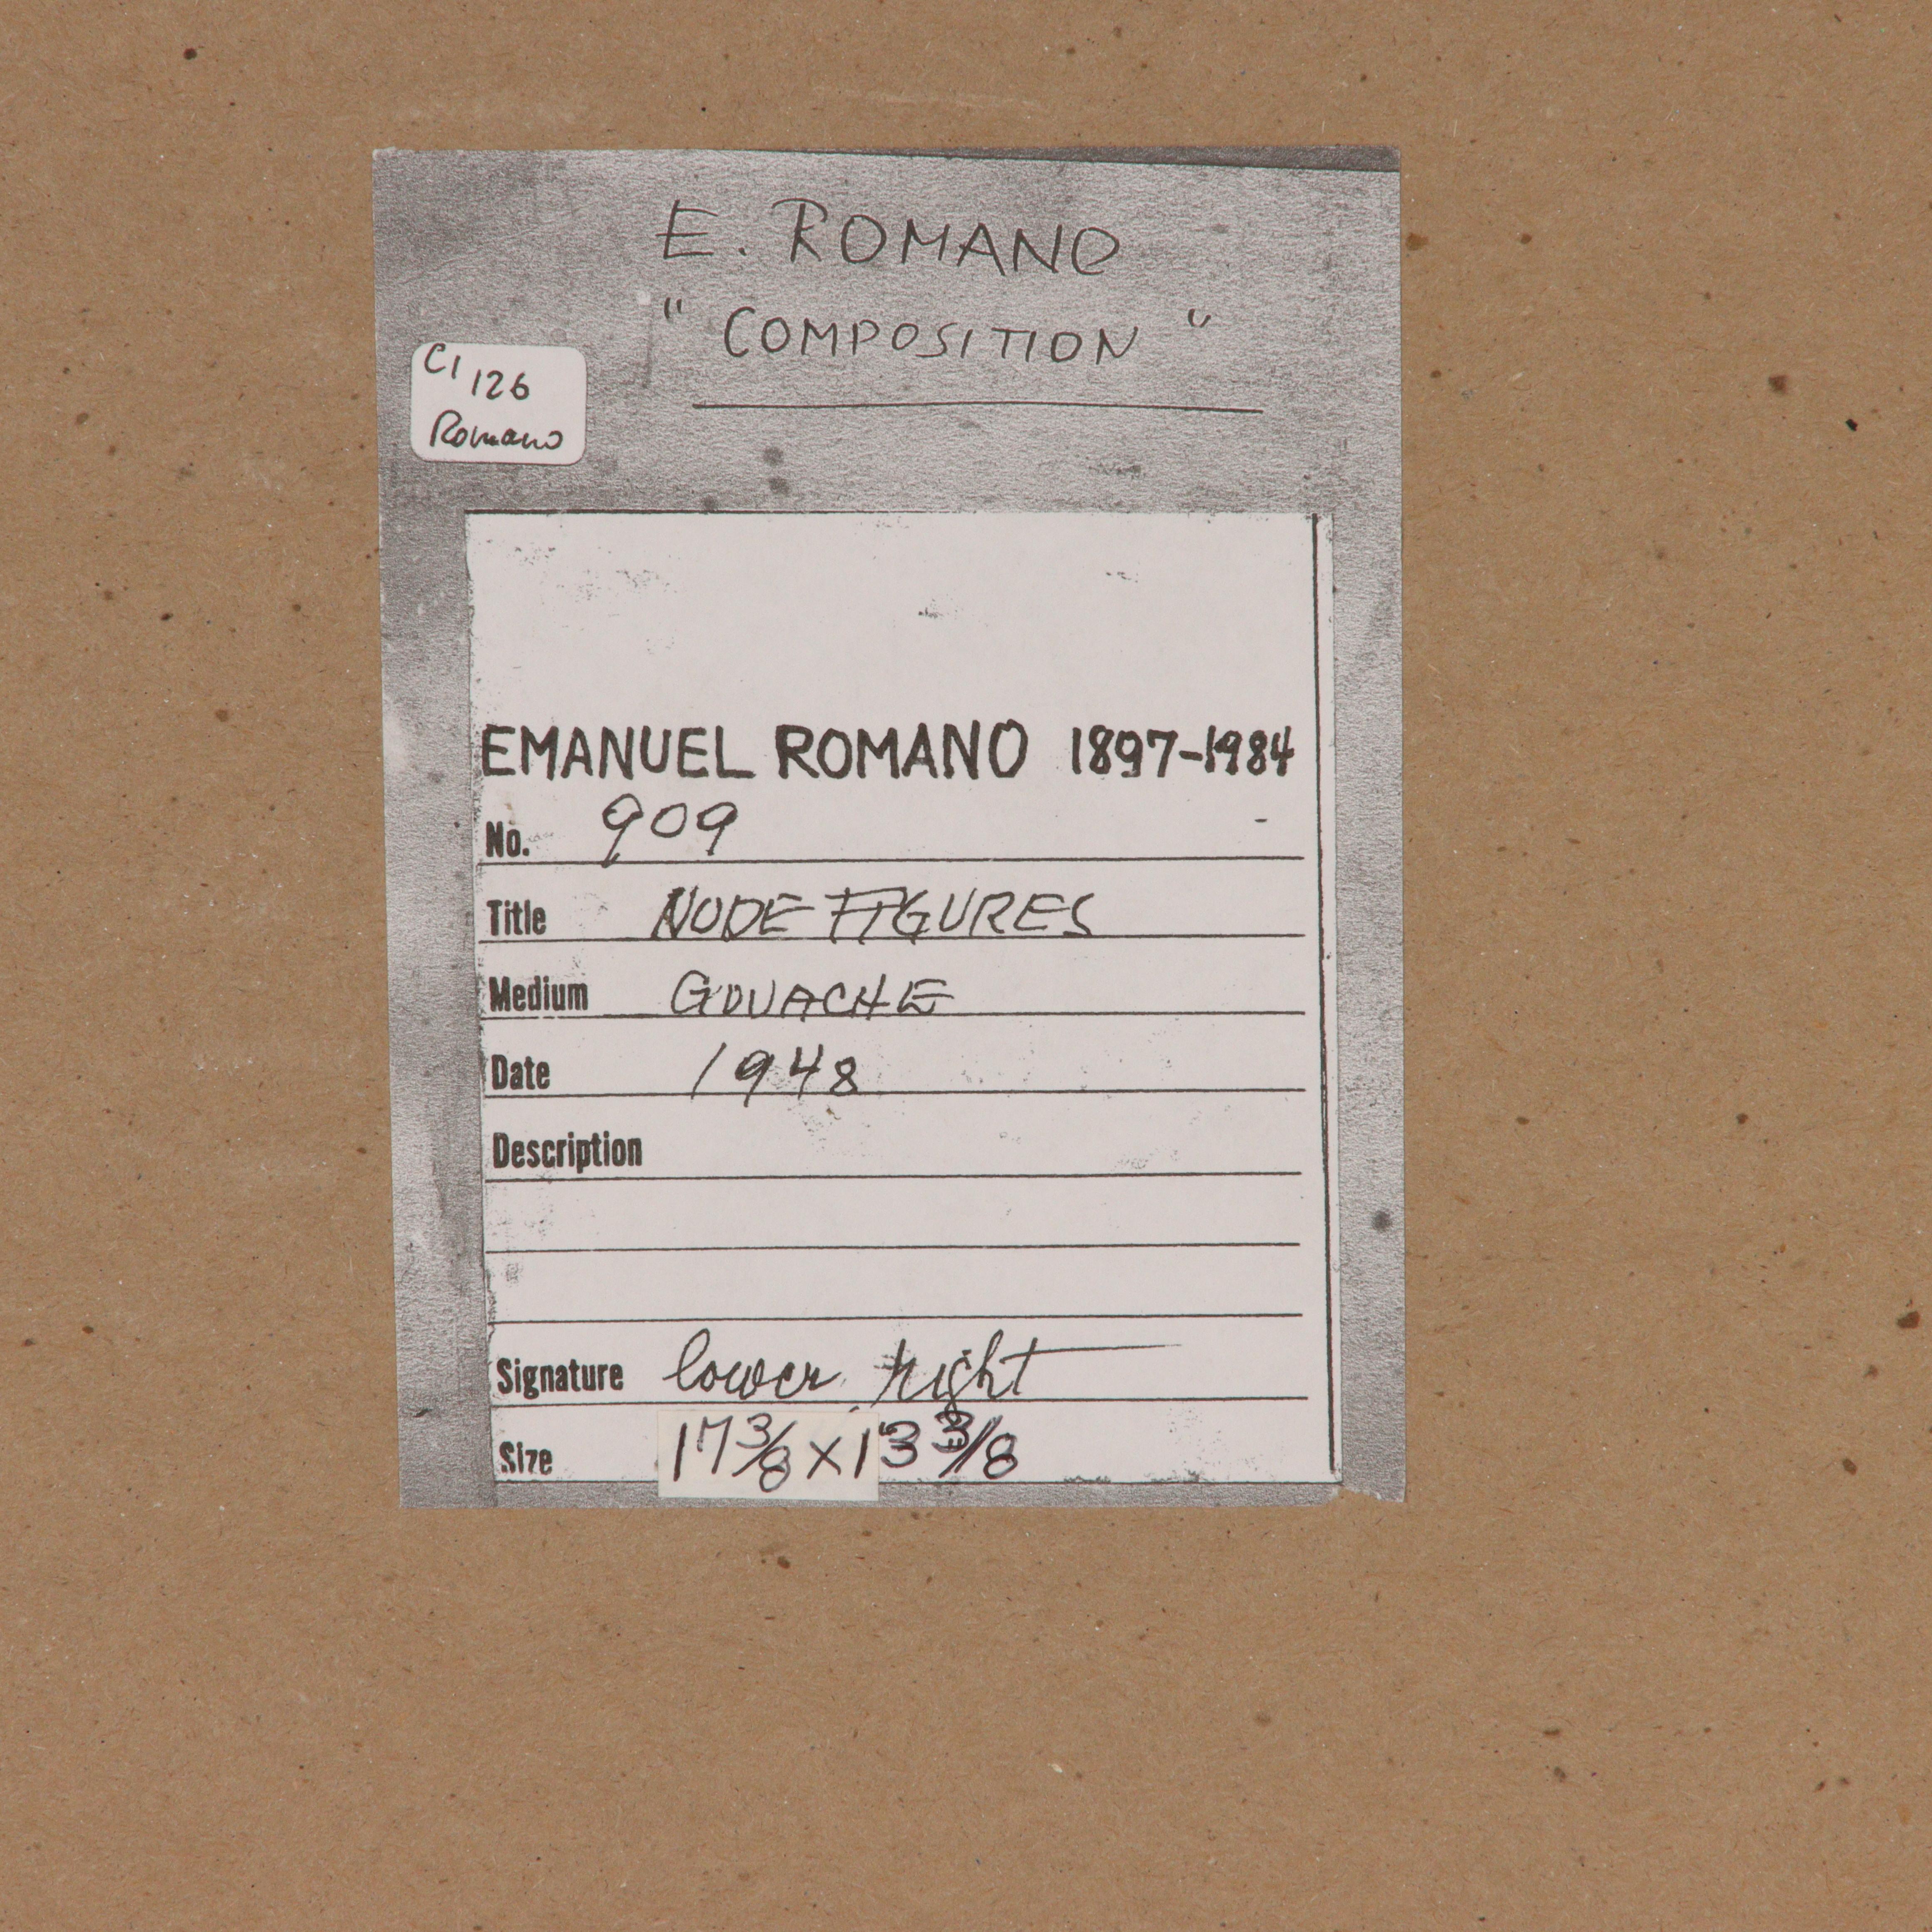 E. ROMANO
" COMPOSITION "
C1 126
Romano
EMANUEL ROMANO 1897-1984
No. 909
Title NUDE FIGURES
Medium GOUACHE
Date 1948
Description
Signature lower right
Size 17 3/8 X 13 3/8